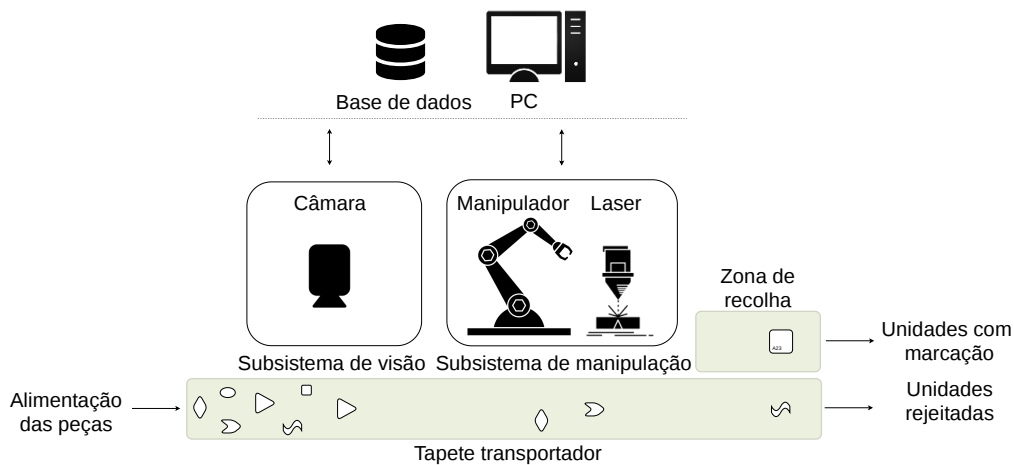 Base de dados
PC
Câmara
Manipulador
Laser
Zona de
recolha
A23
Unidades com
marcação
Subsistema de visão
Subsistema de manipulação
Alimentação
das peças
Unidades
rejeitadas
Tapete transportador